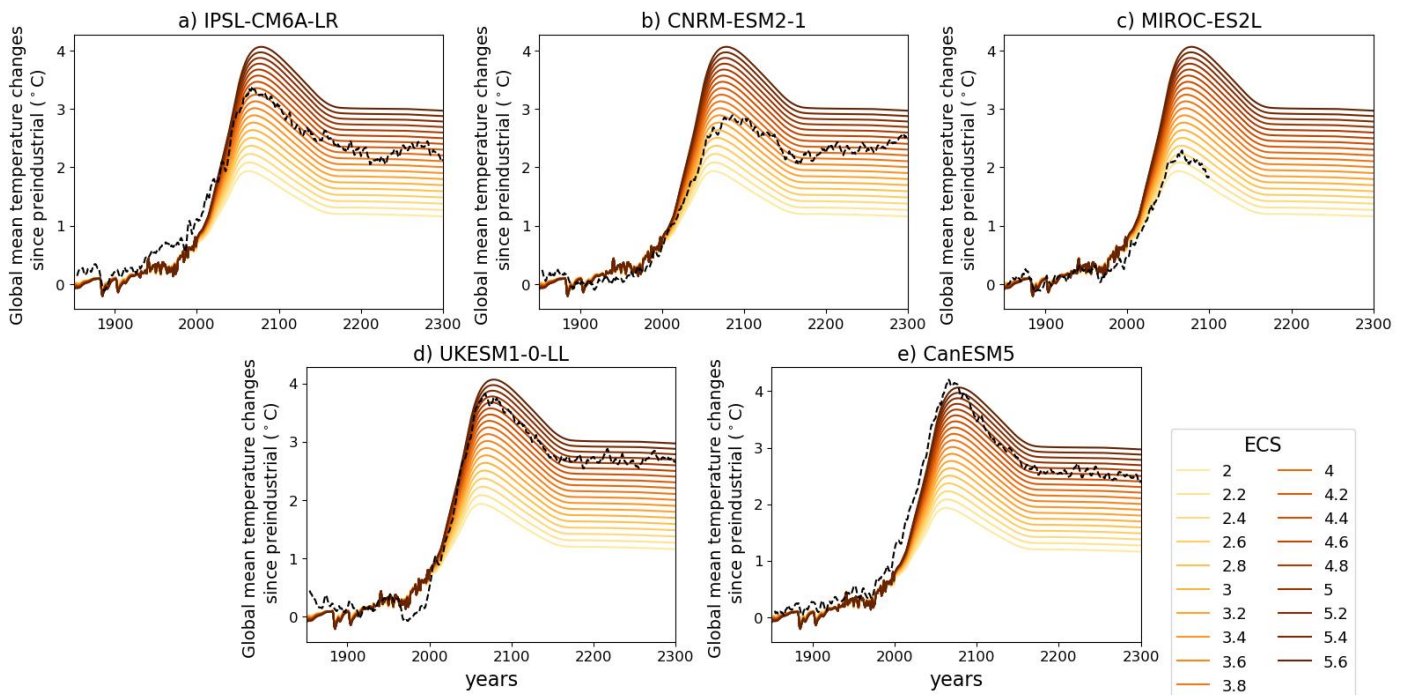 a) IPSL-CM6A-LR
Global mean temperature changes
since preindustrial (°C)
4
3
2
1
0
1900 2000 2100 2200 2300
b) CNRM-ESM2-1
Global mean temperature changes
since preindustrial (°C)
4
3
2
1
0
1900 2000 2100 2200 2300
c) MIROC-ES2L
Global mean temperature changes
since preindustrial (°C)
4
3
2
1
0
1900 2000 2100 2200 2300
d) UKESM1-0-LL
Global mean temperature changes
since preindustrial (°C)
4
3
2
1
0
1900 2000 2100 2200 2300
years
e) CanESM5
Global mean temperature changes
since preindustrial (°C)
4
3
2
1
0
1900 2000 2100 2200 2300
years
ECS
2 4
2.2 4.2
2.4 4.4
2.6 4.6
2.8 4.8
3 5
3.2 5.2
3.4 5.4
3.6 5.6
3.8